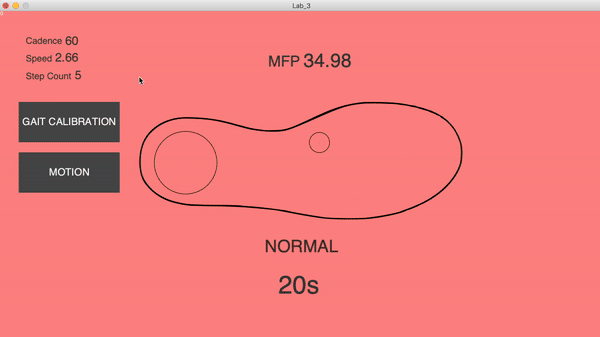 Lab_3
Cadence 60
Speed 2.66
Step Count 5
MFP 34.98
GAIT CALIBRATION
MOTION
NORMAL
20s